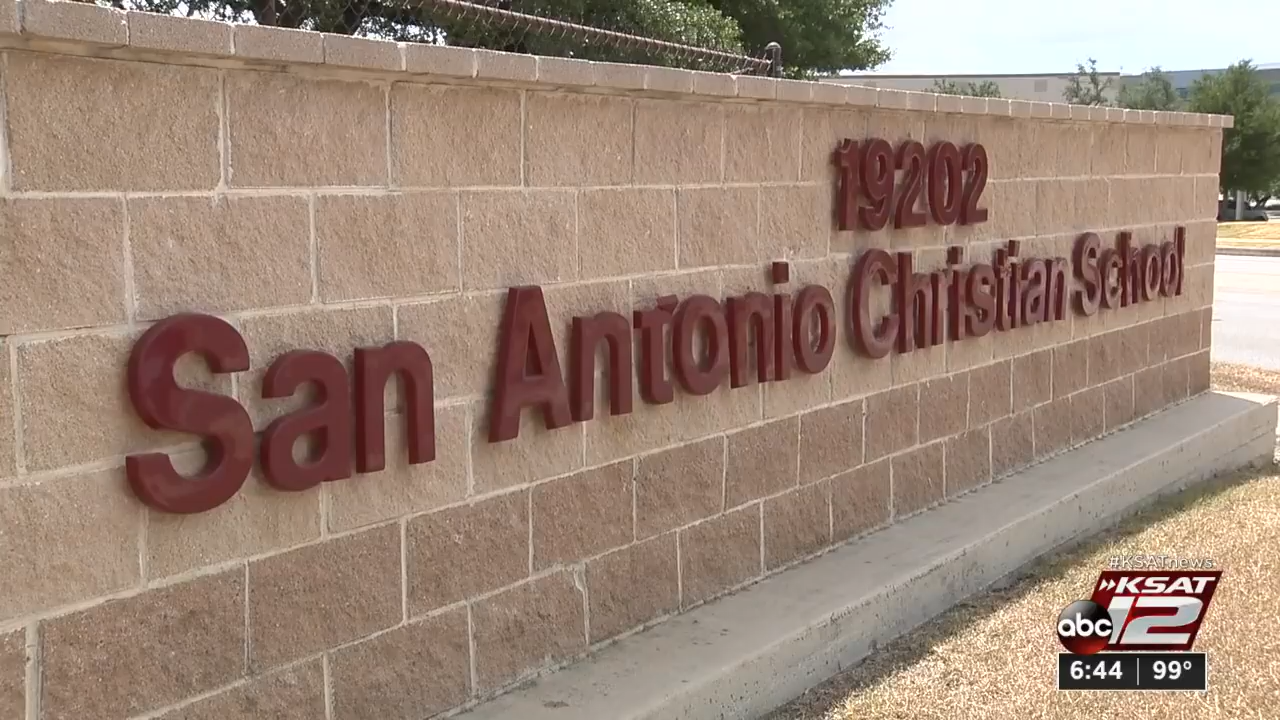 19202
San Antonio Christian School
#KSATnews
KSAT
abc 12
6:44 | 99°